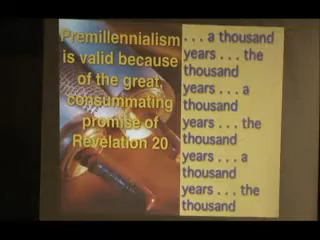 Premillennialism
is valid because
of the great,
consummating
promise of
Revelation 20
. . . a thousand
years . . . the
thousand
years . . . a
thousand
years . . . the
thousand
years . . . a
thousand
years . . . the
thousand